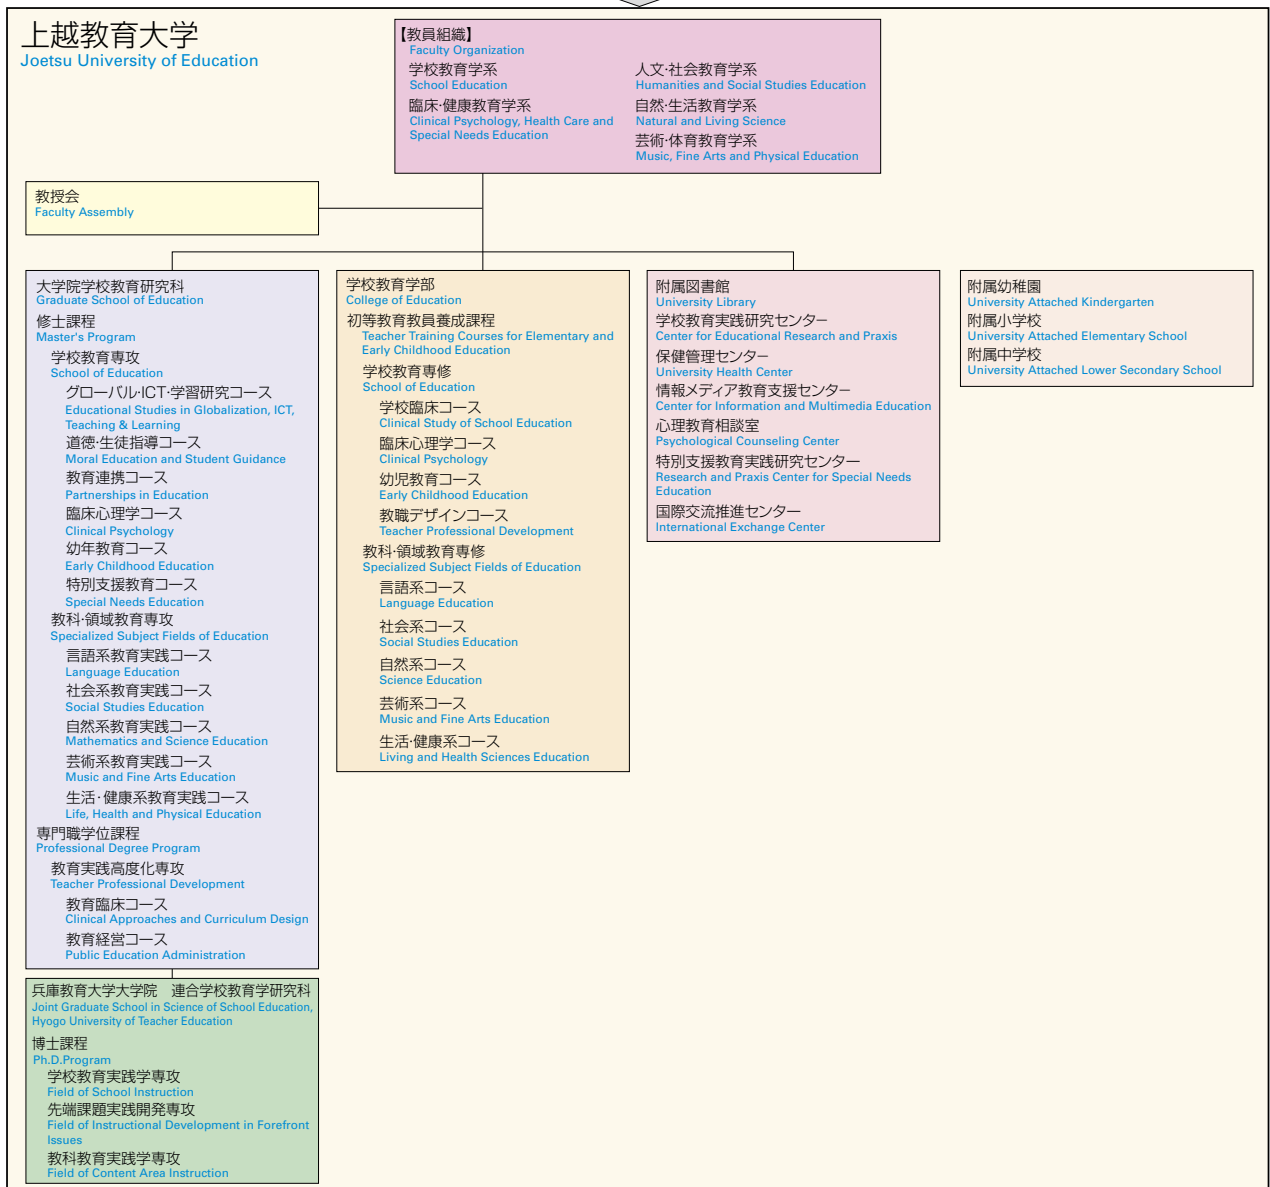 上越教育大学
Joetsu University of Education
【教員組織】
Faculty Organization
学校教育学系
School Education
臨床・健康教育学系
Clinical Psychology, Health Care and
Special Needs Education
人文・社会教育学系
Humanities and Social Studies Education
自然・生活教育学系
Natural and Living Science
芸術・体育教育学系
Music, Fine Arts and Physical Education
教授会
Faculty Assembly
大学院学校教育研究科
Graduate School of Education
修士課程
Master's Program
学校教育専攻
School of Education
グローバル・ICT・学習研究コース
Educational Studies in Globalization, ICT,
Teaching & Learning
道徳・生徒指導コース
Moral Education and Student Guidance
教育連携コース
Partnerships in Education
臨床心理学コース
Clinical Psychology
幼年教育コース
Early Childhood Education
特別支援教育コース
Special Needs Education
教科・領域教育専攻
Specialized Subject Fields of Education
言語系教育実践コース
Language Education
社会系教育実践コース
Social Studies Education
自然系教育実践コース
Mathematics and Science Education
芸術系教育実践コース
Music and Fine Arts Education
生活・健康系教育実践コース
Life, Health and Physical Education
専門職学位課程
Professional Degree Program
教育実践高度化専攻
Teacher Professional Development
教育臨床コース
Clinical Approaches and Curriculum Design
教育経営コース
Public Education Administration
兵庫教育大学大学院　連合学校教育学研究科
Joint Graduate School in Science of School Education,
Hyogo University of Teacher Education
博士課程
Ph.D.Program
学校教育実践学専攻
Field of School Instruction
先端課題実践開発専攻
Field of Instructional Development in Forefront
Issues
教科教育実践学専攻
Field of Content Area Instruction
学校教育学部
College of Education
初等教育教員養成課程
Teacher Training Courses for Elementary and
Early Childhood Education
学校教育専修
School of Education
学校臨床コース
Clinical Study of School Education
臨床心理学コース
Clinical Psychology
幼児教育コース
Early Childhood Education
教職デザインコース
Teacher Professional Development
教科・領域教育専修
Specialized Subject Fields of Education
言語系コース
Language Education
社会系コース
Social Studies Education
自然系コース
Science Education
芸術系コース
Music and Fine Arts Education
生活・健康系コース
Living and Health Sciences Education
附属図書館
University Library
学校教育実践研究センター
Center for Educational Research and Praxis
保健管理センター
University Health Center
情報メディア教育支援センター
Center for Information and Multimedia Education
心理教育相談室
Psychological Counseling Center
特別支援教育実践研究センター
Research and Praxis Center for Special Needs
Education
国際交流推進センター
International Exchange Center
附属幼稚園
University Attached Kindergarten
附属小学校
University Attached Elementary School
附属中学校
University Attached Lower Secondary School